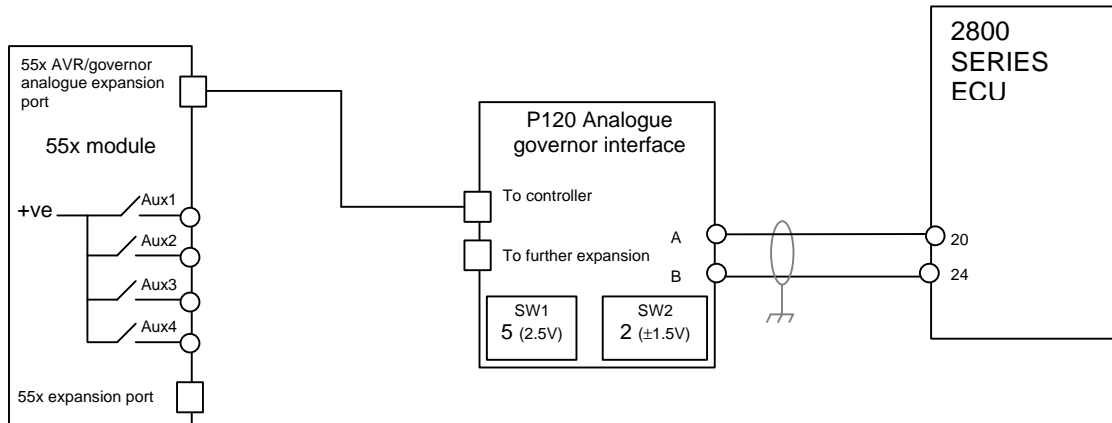 55x AVR/governor
analogue expansion
port
55x module
+ve
Aux1
Aux2
Aux3
Aux4
55x expansion port
P120 Analogue
governor interface
To controller
To further expansion
A
B
SW1
5 (2.5V)
SW2
2 (±1.5V)
2800
SERIES
ECU
20
24